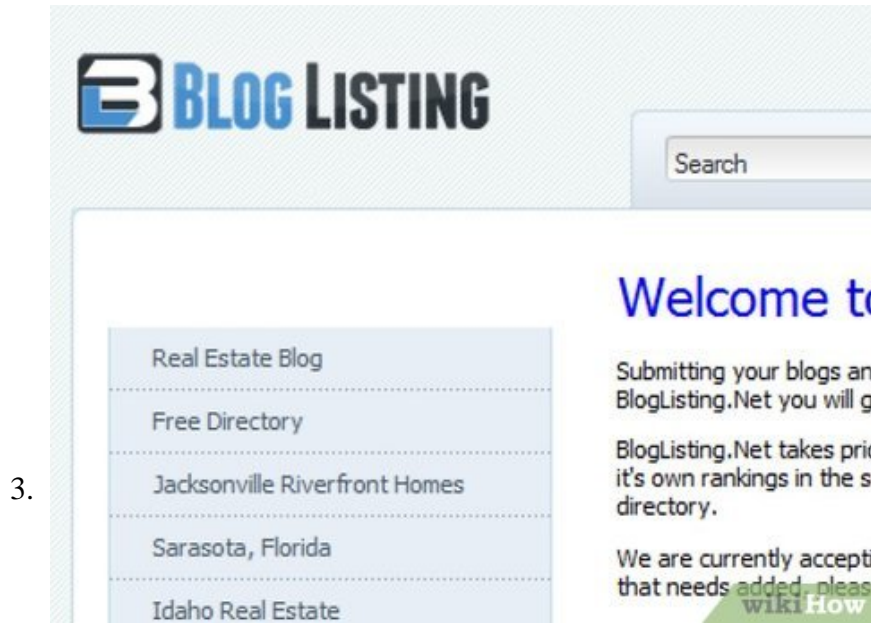 BLOG LISTING
Search
Welcome to
Real Estate Blog
Free Directory
Jacksonville Riverfront Homes
Sarasota, Florida
Idaho Real Estate
Submitting your blogs an
BlogListing.Net you will g
BlogListing.Net takes pri
it's own rankings in the s
directory.
We are currently accepti
that needs added, pleas
3.
wikiHow